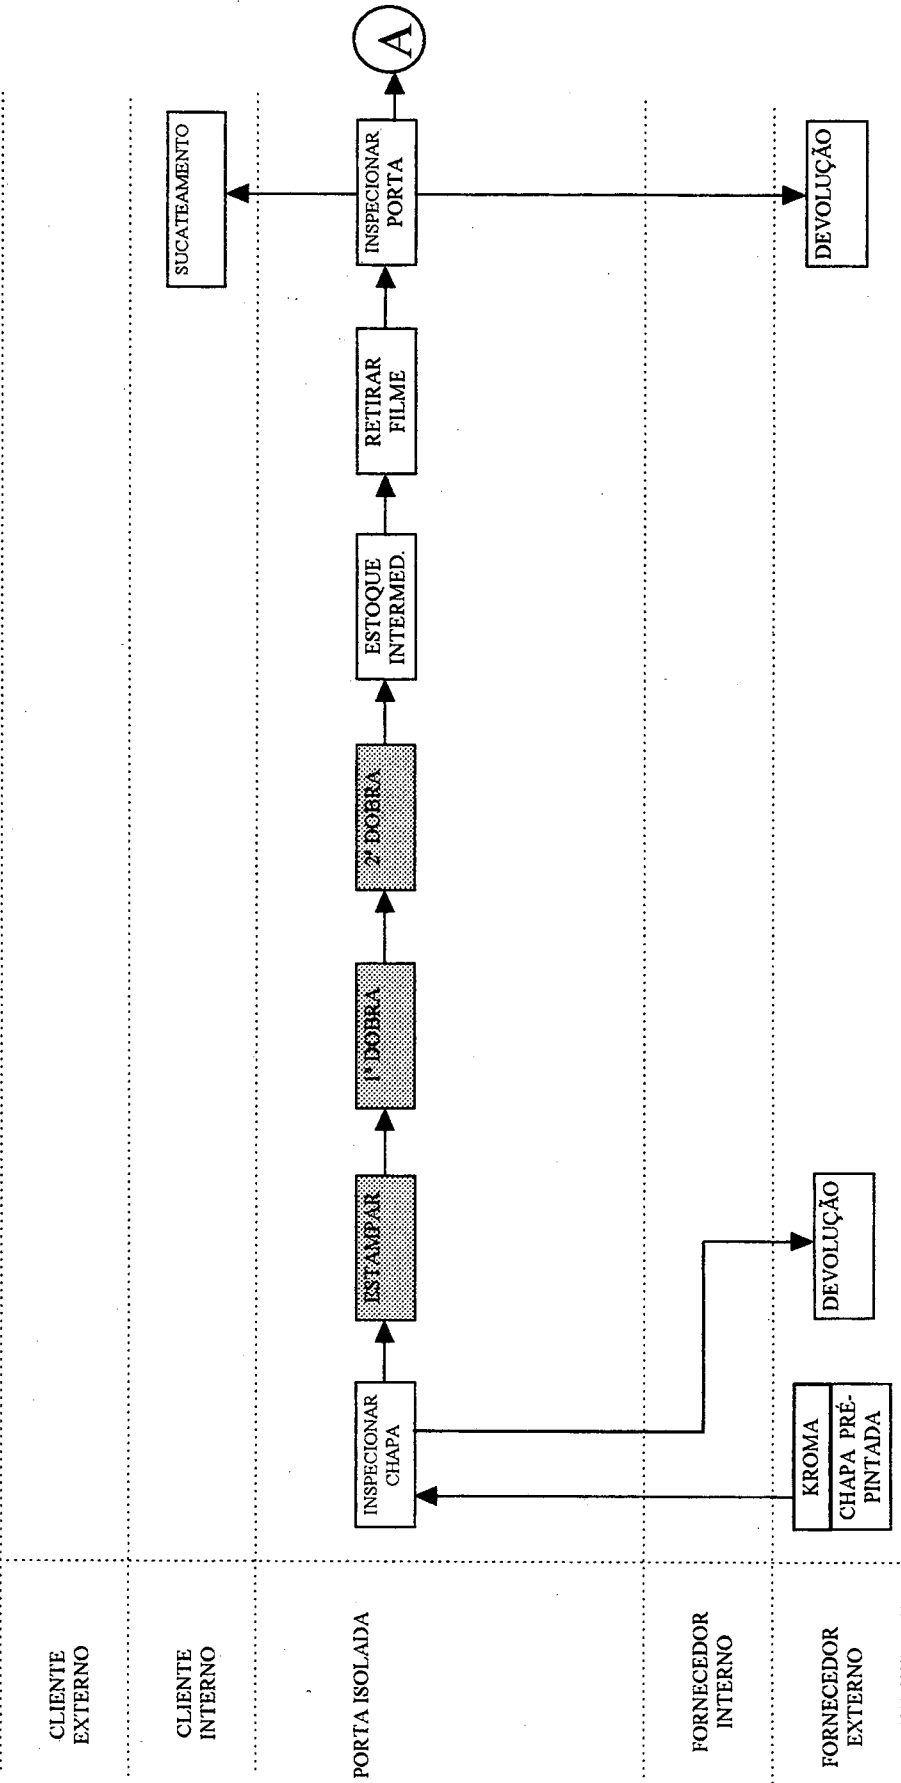 CLIENTE
EXTERNO
CLIENTE
INTERNO
SUCATEAMENTO
PORTA ISOLADA
INSPECIONAR
CHAPA
ESTAMPAR
1ª DOBRA
2ª DOBRA
ESTOQUE
INTERMED.
RETIRAR
FILME
INSPECIONAR
PORTA
A
FORNECEDOR
INTERNO
FORNECEDOR
EXTERNO
KROMA
CHAPA PRÉ-
PINTADA
DEVOLUÇÃO
DEVOLUÇÃO